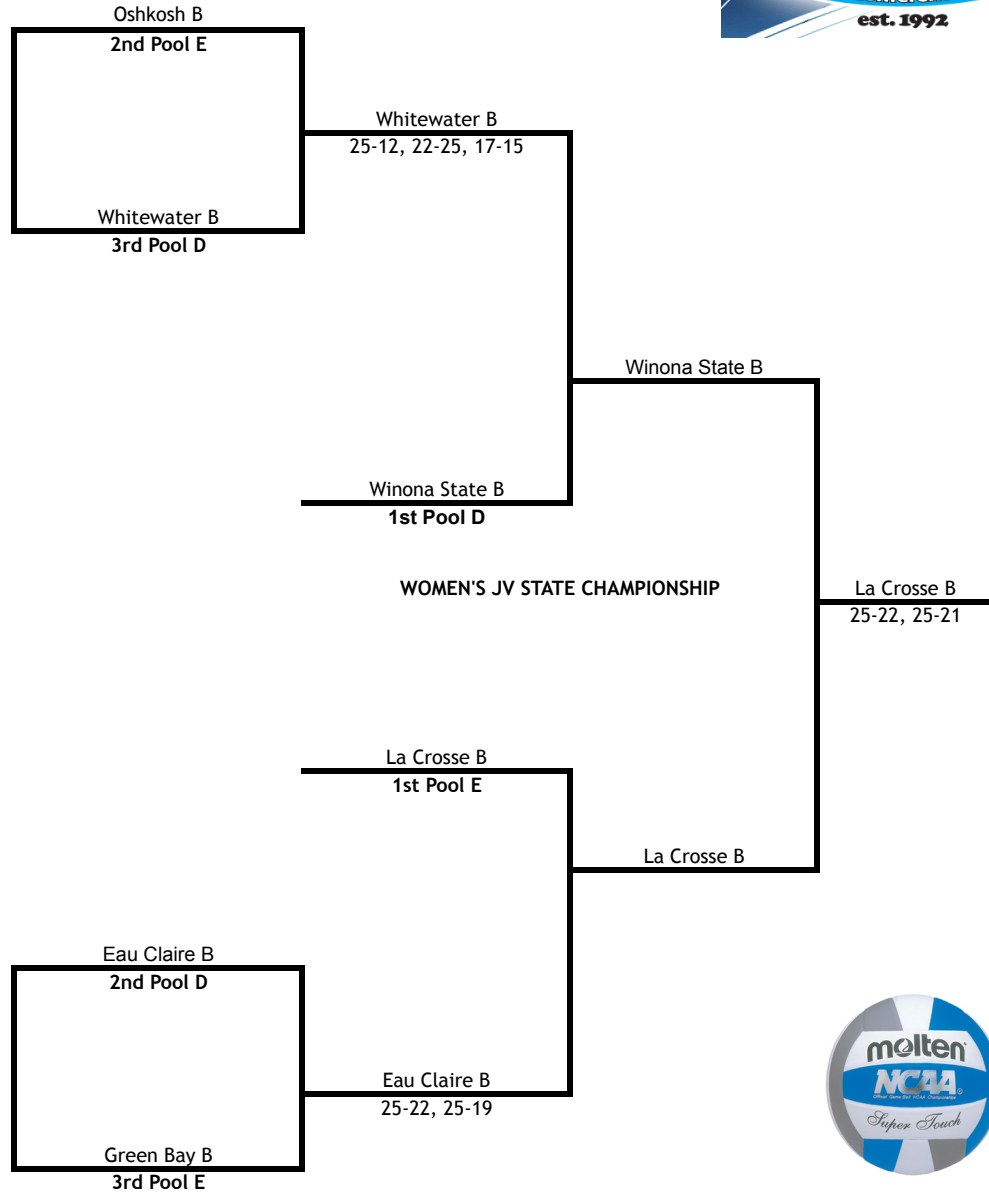 est. 1992
Oshkosh B
2nd Pool E
Whitewater B
25-12, 22-25, 17-15
Whitewater B
3rd Pool D
Winona State B
Winona State B
1st Pool D
WOMEN'S JV STATE CHAMPIONSHIP
La Crosse B
25-22, 25-21
La Crosse B
1st Pool E
La Crosse B
Eau Claire B
2nd Pool D
Eau Claire B
25-22, 25-19
Green Bay B
3rd Pool E
molten
NCAA
Super Touch